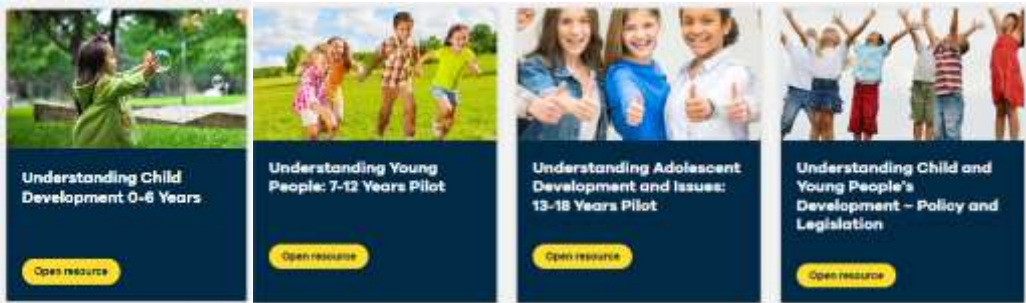 Understanding Child
Development 0-6 Years
Open resource
Understanding Young
People: 7-12 Years Pilot
Open resource
Understanding Adolescent
Development and Issues:
13-18 Years Pilot
Open resource
Understanding Child and
Young People's
Development – Policy and
Legislation
Open resource